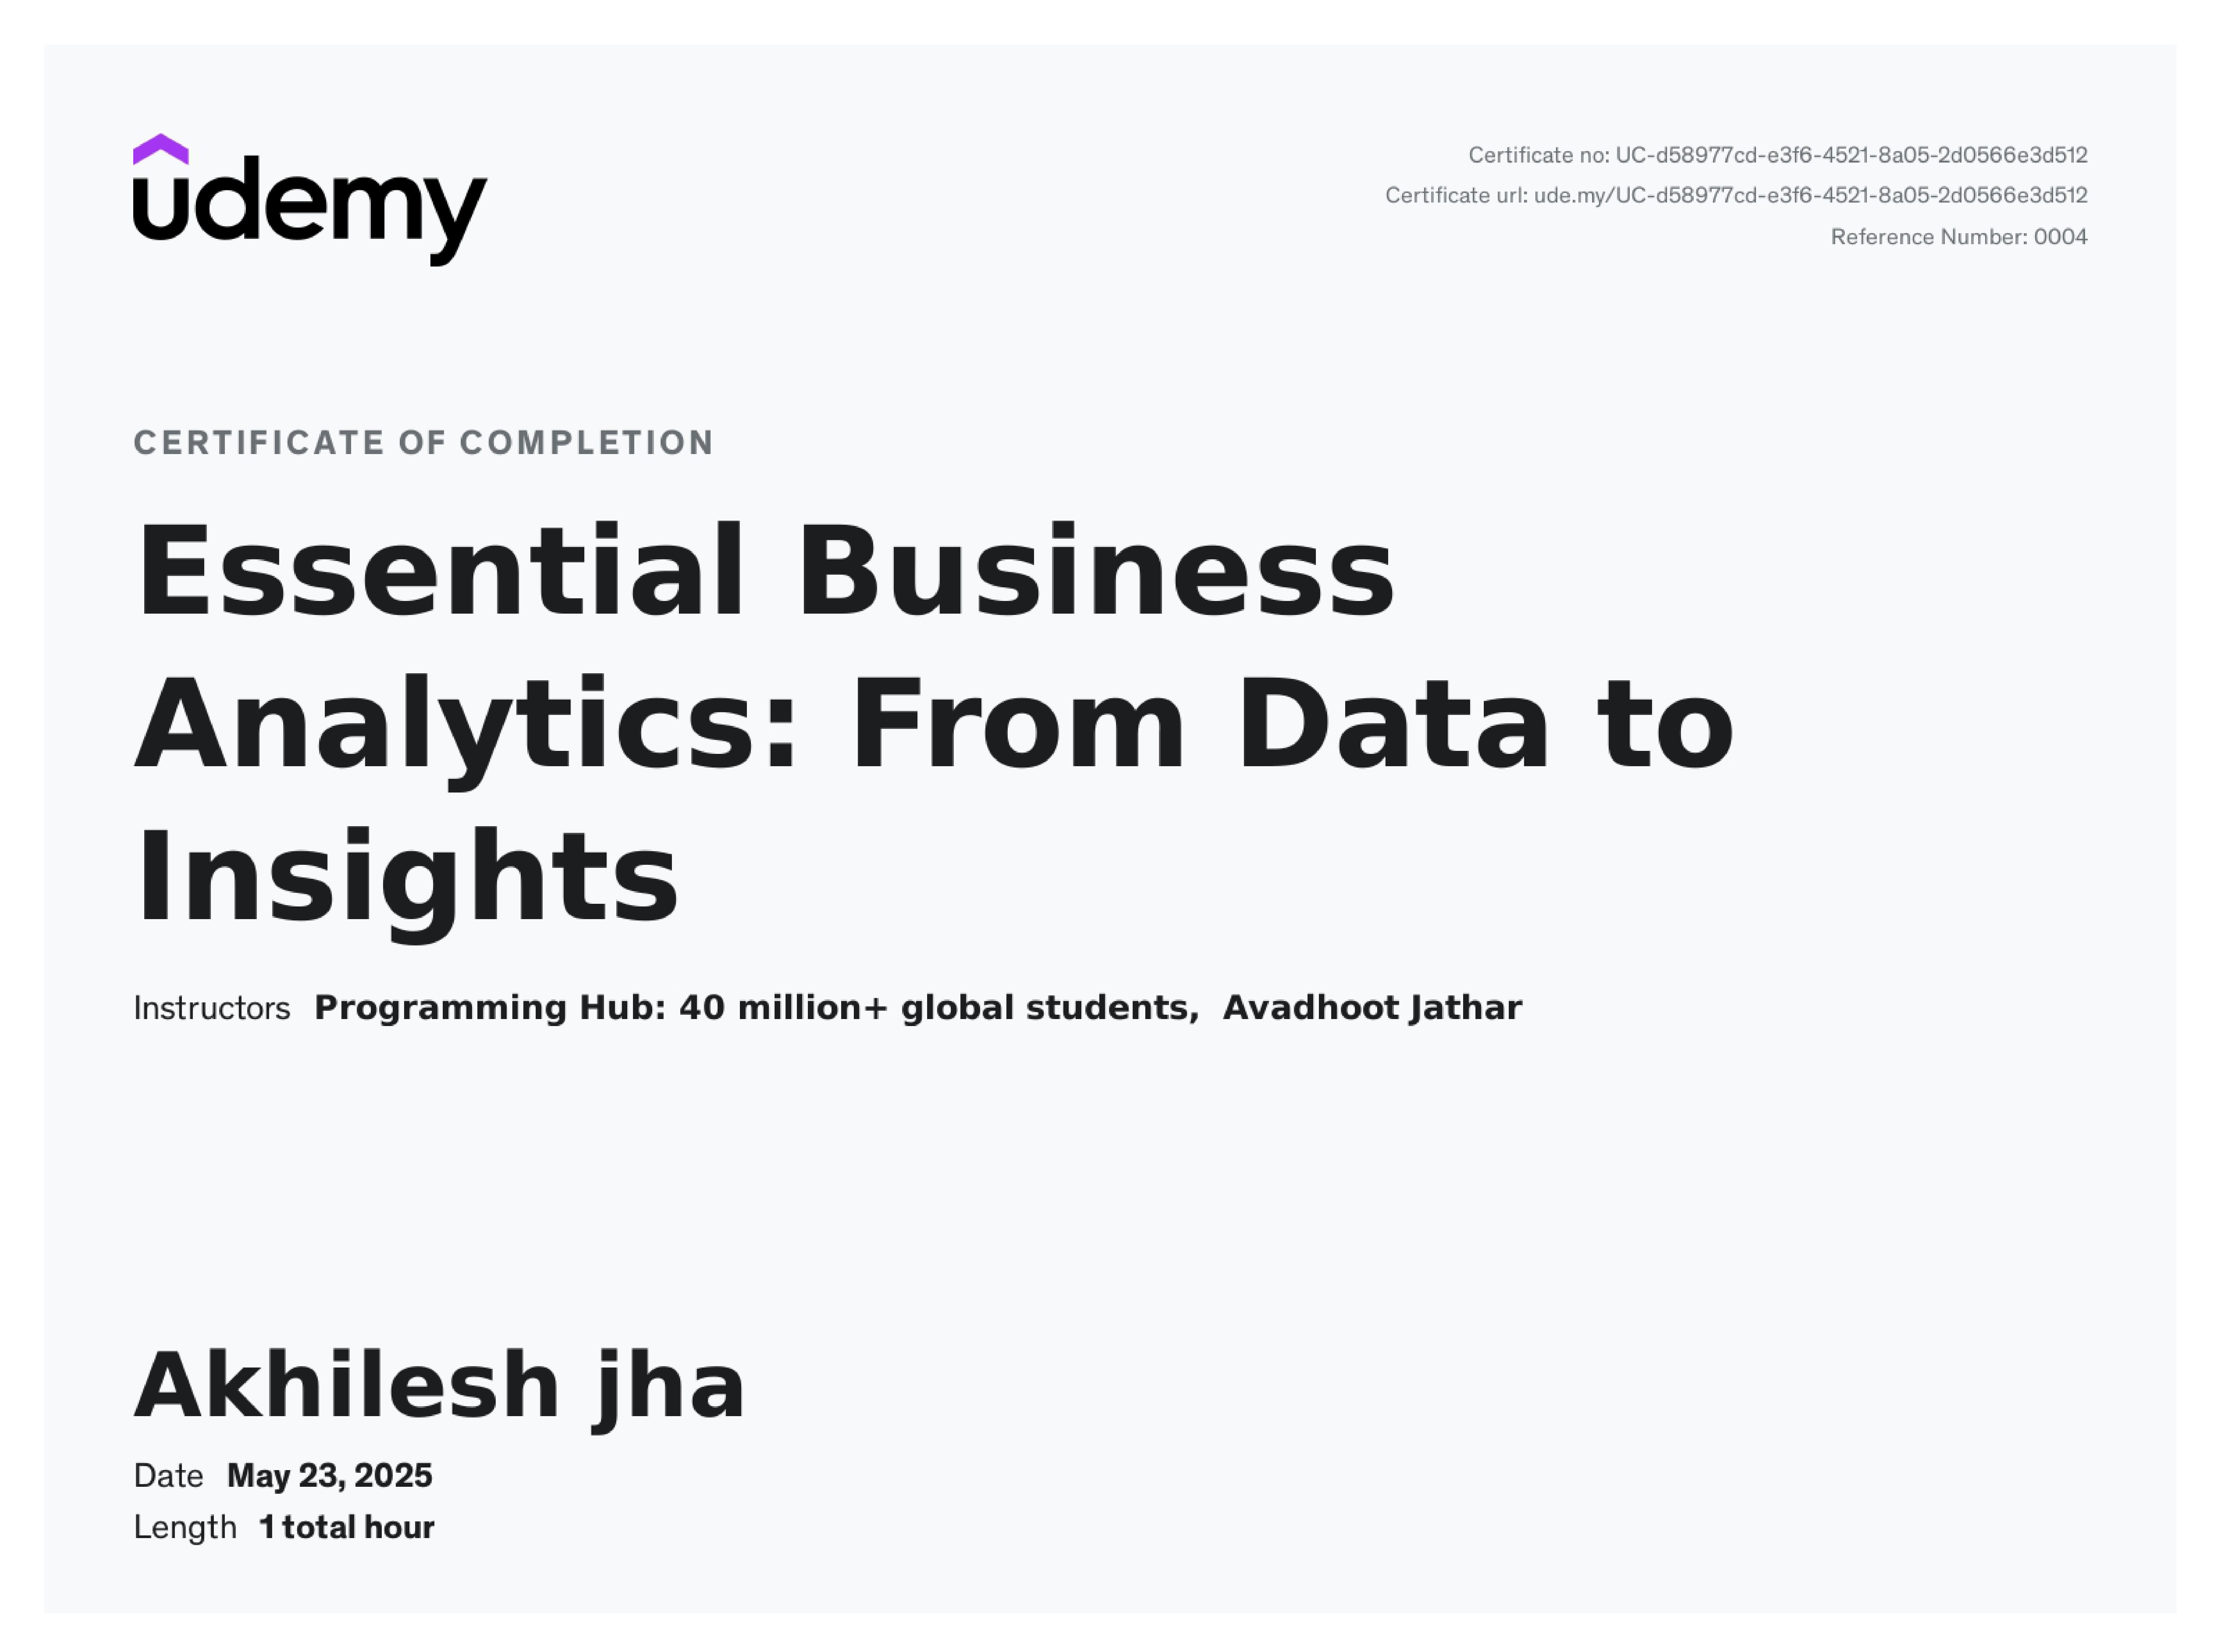 udemy
Certificate no: UC-d58977cd-e3f6-4521-8a05-2d0566e3d512
Certificate url: ude.my/UC-d58977cd-e3f6-4521-8a05-2d0566e3d512
Reference Number: 0004
CERTIFICATE OF COMPLETION
Essential Business
Analytics: From Data to
Insights
Instructors Programming Hub: 40 million+ global students, Avadhoot Jathar
Akhilesh jha
Date May 23, 2025
Length 1 total hour